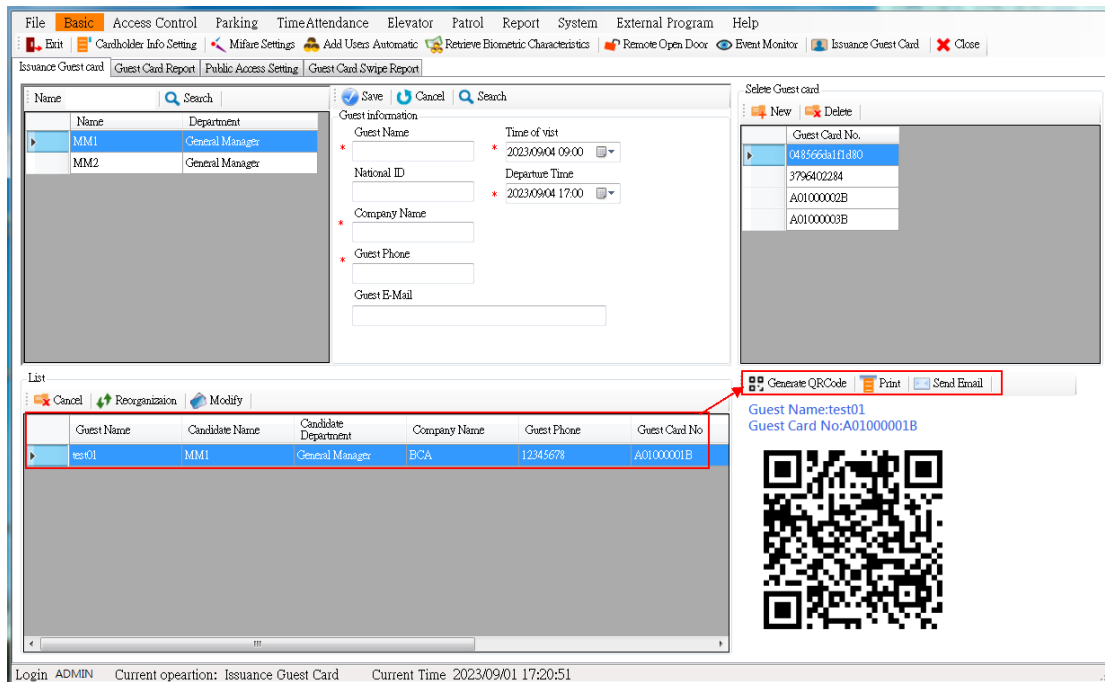 File Basic Access Control Parking TimeAttendance Elevator Patrol Report System External Program Help
Exit Cardholder Info Setting Mifare Settings Add Users Automatic Retrieve Biometric Characteristics Remote Open Door Event Monitor Issuance Guest Card Close
Issuance Guest card Guest Card Report Public Access Setting Guest Card Swipe Report
Name Search
Name Department
MM1 General Manager
MM2 General Manager
Save Cancel Search
Guest information
Guest Name Time of vist
* * 2023/09/04 09:00
National ID Departure Time
* 2023/09/04 17:00
Company Name
*
Guest Phone
*
Guest E-Mail
Selete Guest card
New Delete
Guest Card No.
048566da1f1d80
3796402284
A01000002B
A01000003B
List
Cancel Reorganizaion Modify
Guest Name Candidate Name Candidate Department Company Name Guest Phone Guest Card No
test01 MM1 General Manager BCA 12345678 A01000001B
Generate QRCode Print Send Email
Guest Name:test01
Guest Card No:A01000001B
Login ADMIN Current opeartion: Issuance Guest Card Current Time 2023/09/01 17:20:51